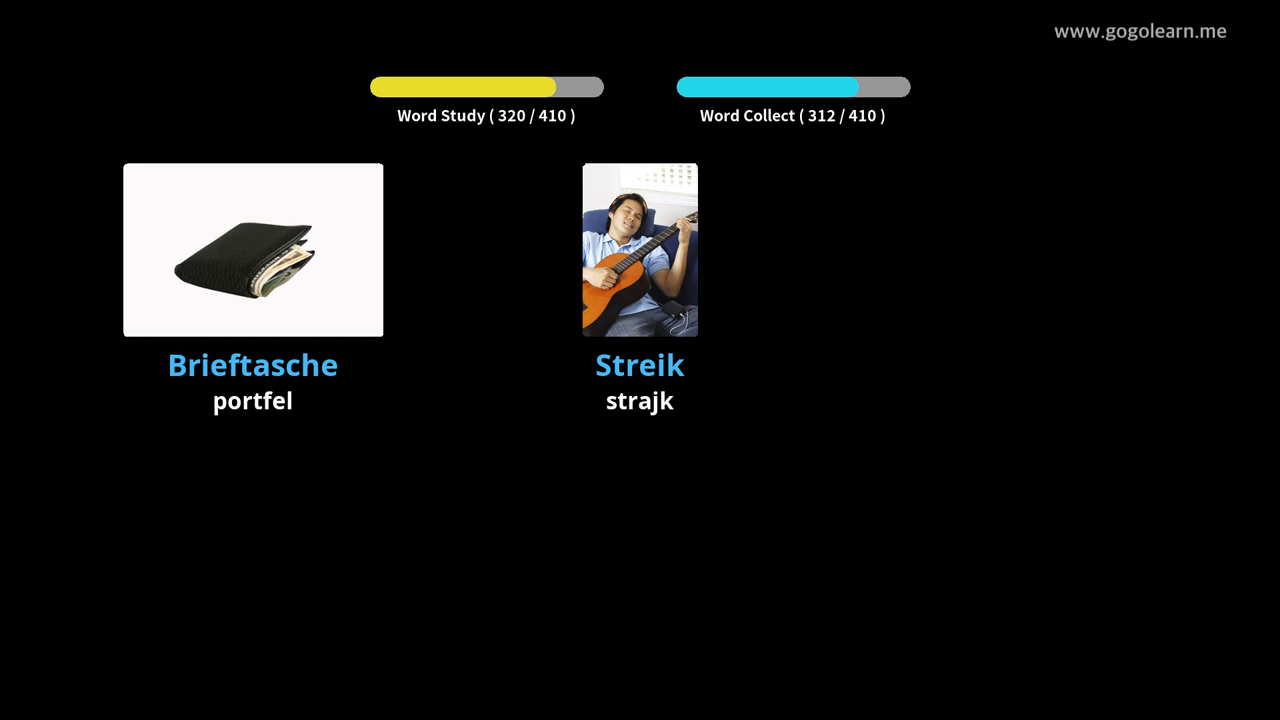 www.gogolearn.me
Word Study ( 320 / 410 )
Word Collect ( 312 / 410 )
Brieftasche
portfel
Streik
strajk